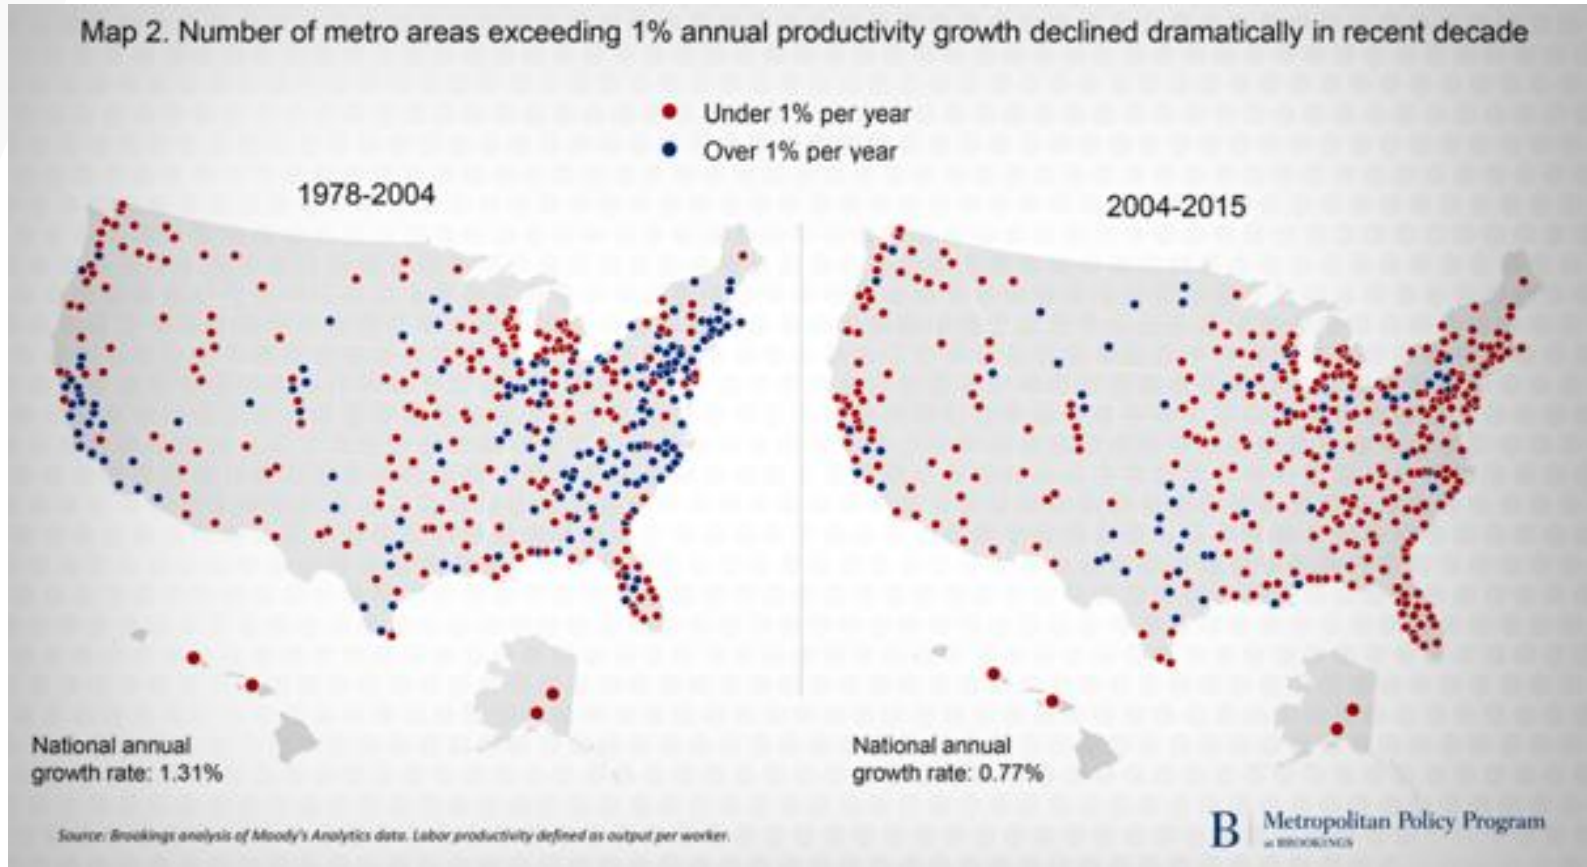 Map 2. Number of metro areas exceeding 1% annual productivity growth declined dramatically in recent decade
Under 1% per year
Over 1% per year
1978-2004
2004-2015
National annual
growth rate: 1.31%
National annual
growth rate: 0.77%
Source: Brookings analysis of Moody's Analytics data. Labor productivity defined as output per worker.
B
Metropolitan Policy Program
at BROOKINGS